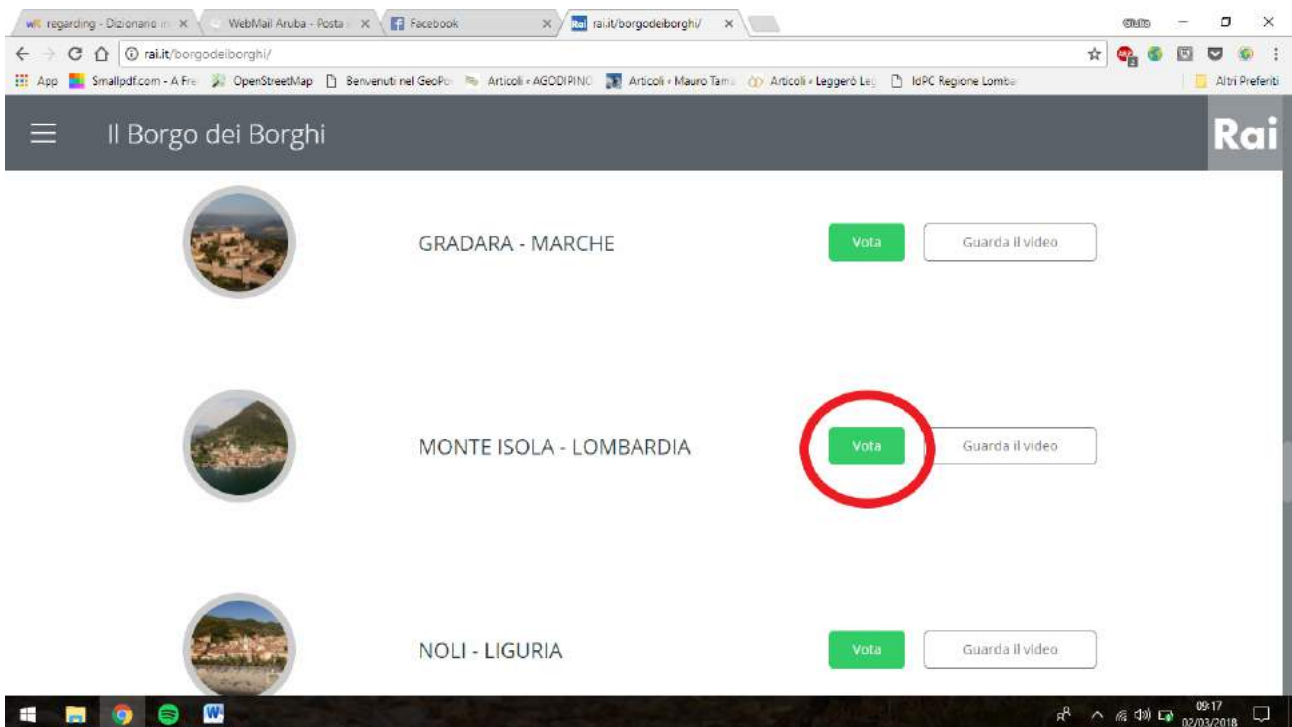 regarding - Dizionario in
WebMail Aruba - Posta
Facebook
rai.it/borgodeiborghi/
Giulio
rai.it/borgodeiborghi/
App
Smallpdf.com - A Fre
OpenStreetMap
Benvenuti nel GeoPo
Articoli « AGODIPINO
Articoli « Mauro Tam
Articoli « Leggerò Leg
IdPC Regione Lomba
Altri Preferiti
Il Borgo dei Borghi
Rai
GRADARA - MARCHE
Vota
Guarda il video
MONTE ISOLA - LOMBARDIA
Vota
Guarda il video
NOLI - LIGURIA
Vota
Guarda il video
09:17
02/03/2018